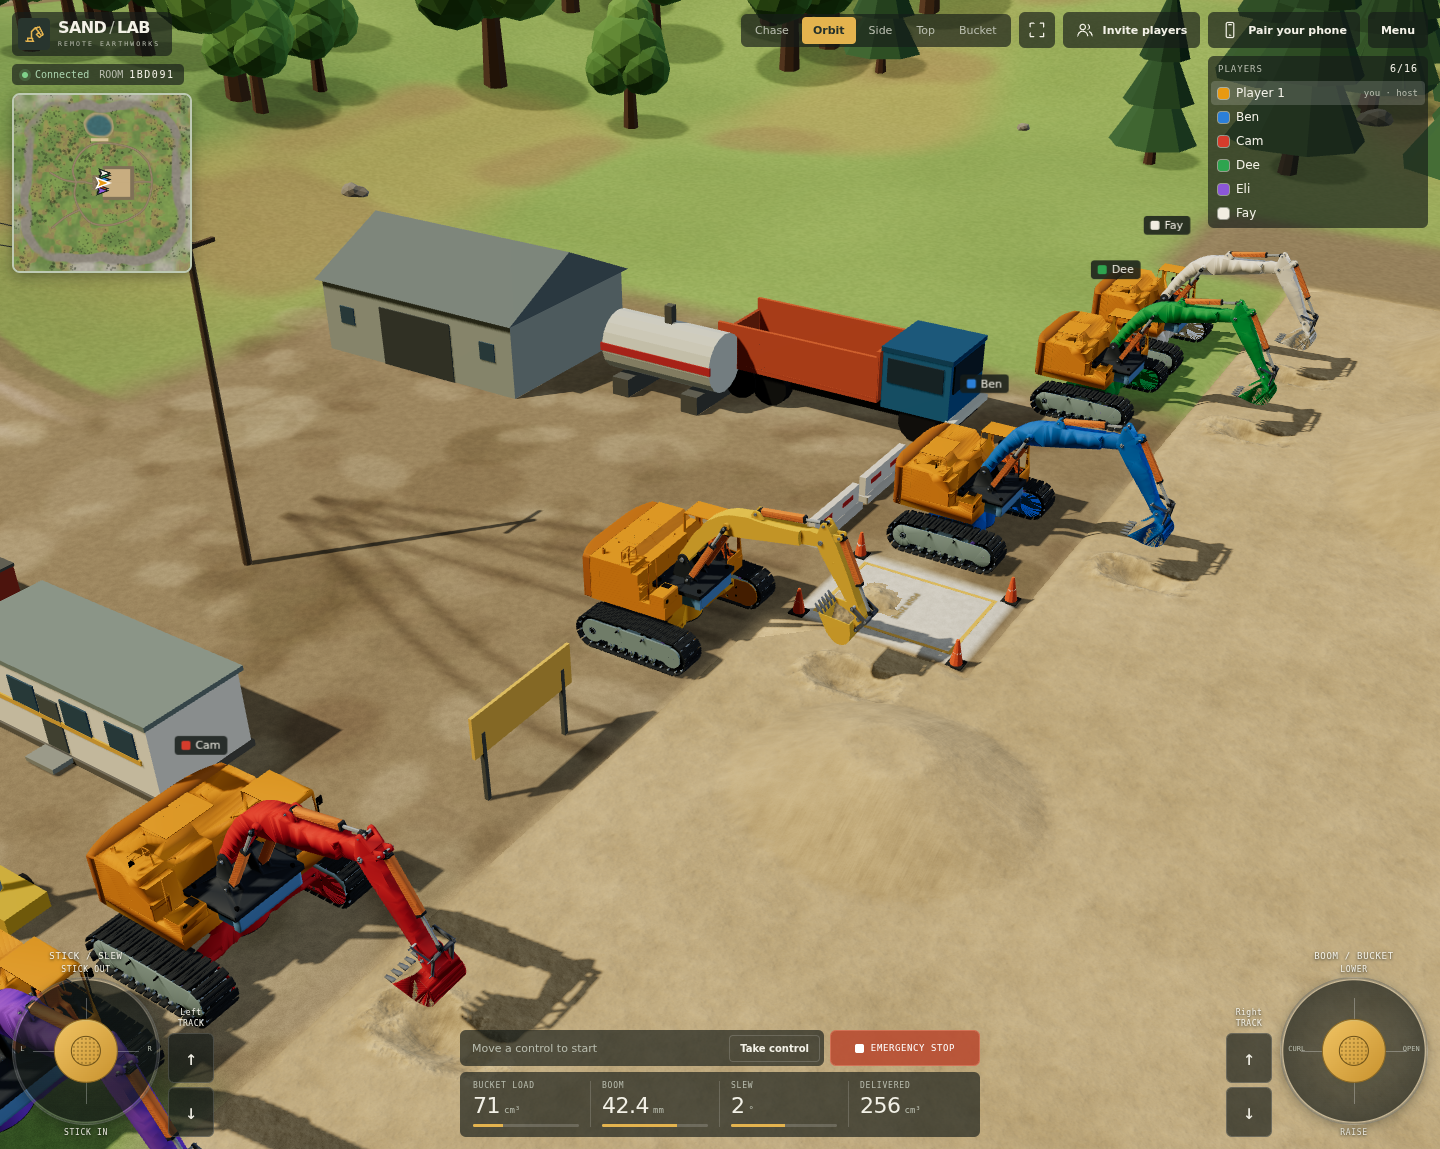 SAND / LAB
REMOTE EARTHWORKS
Connected ROOM 1BD091
Chase Orbit Side Top Bucket
Invite players
Pair your phone
Menu
PLAYERS 6/16
Player 1 you · host
Ben
Cam
Dee
Eli
Fay
Fay
Dee
Ben
Cam
STICK / SLEW
STICK OUT
L
R
STICK IN
Left
TRACK
↑
↓
Move a control to start
Take control
EMERGENCY STOP
BUCKET LOAD
71 cm³
BOOM
42.4 mm
SLEW
2 °
DELIVERED
256 cm³
Right
TRACK
↑
↓
BOOM / BUCKET
LOWER
CURL
OPEN
RAISE